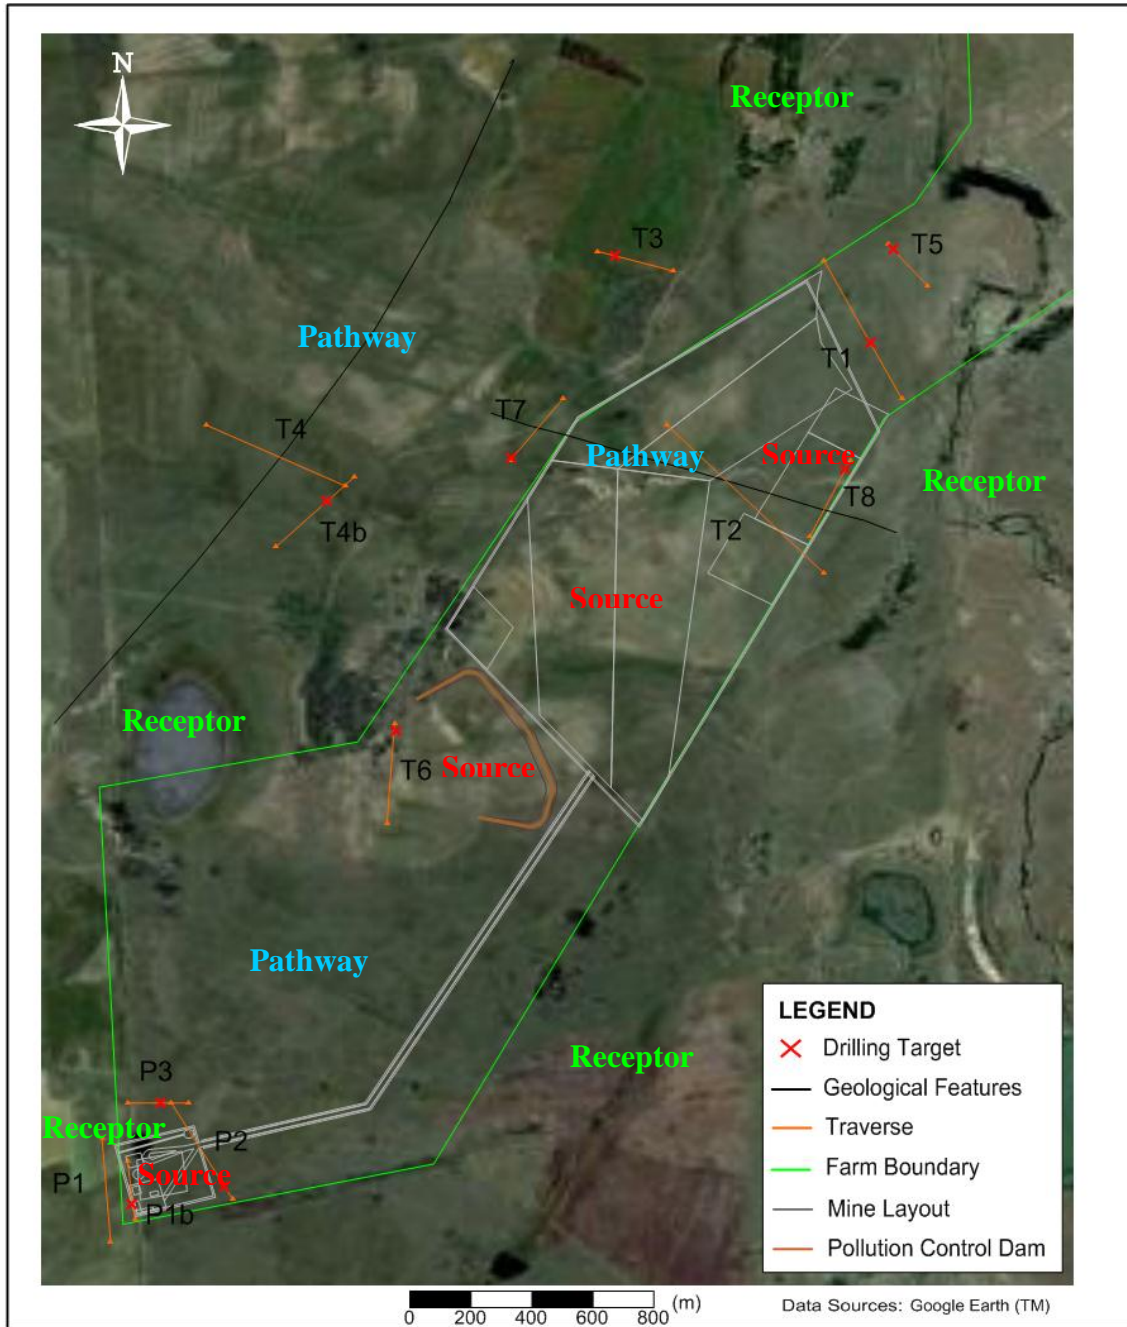 N
Receptor
T3
T5
Pathway
T1
T7
T4
Pathway
Source
Receptor
T8
T4b
T2
Source
Receptor
T6
Source
Pathway
Receptor
P3
Receptor
P2
P1
Source
P1b
LEGEND
Drilling Target
Geological Features
Traverse
Farm Boundary
Mine Layout
Pollution Control Dam
0 200 400 600 800 (m)
Data Sources: Google Earth (TM)